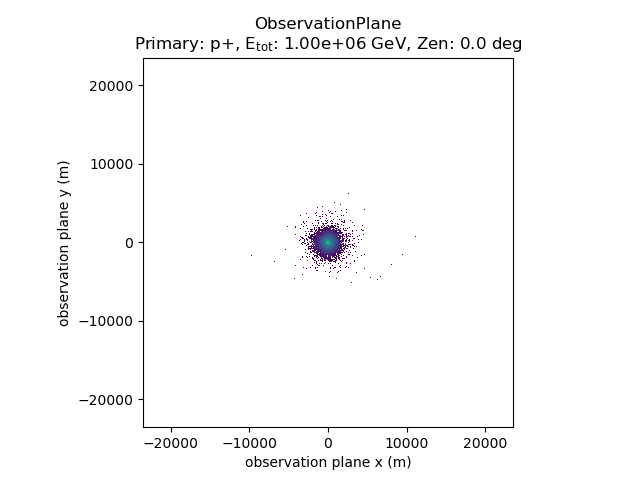 ObservationPlane
Primary: p+, E_tot: 1.00e+06 GeV, Zen: 0.0 deg
observation plane y (m)
20000
10000
0
−10000
−20000
−20000 −10000 0 10000 20000
observation plane x (m)